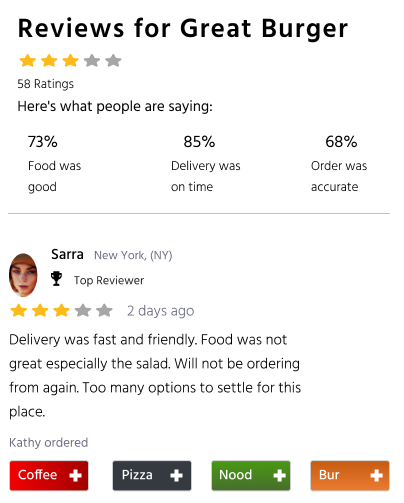 Reviews for Great Burger
58 Ratings
Here's what people are saying:
73% 85% 68%
Food was Delivery was Order was
good on time accurate
Sarra New York, (NY)
Top Reviewer
2 days ago
Delivery was fast and friendly. Food was not
great especially the salad. Will not be ordering
from again. Too many options to settle for this
place.
Kathy ordered
Coffee Pizza Nood Bur